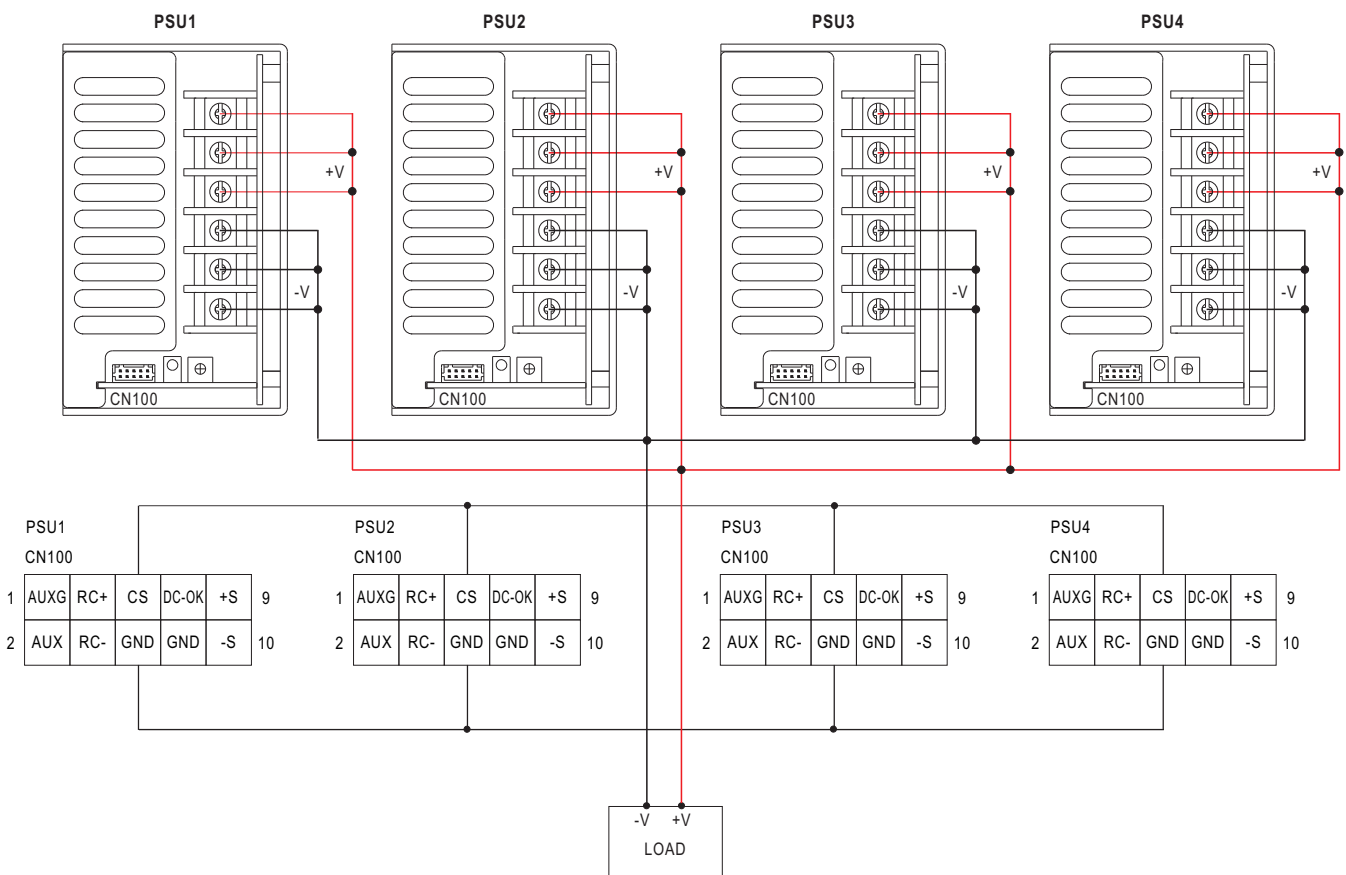 PSU1 PSU2 PSU3 PSU4
+V +V +V +V
-V -V -V -V
CN100 CN100 CN100 CN100
PSU1 PSU2 PSU3 PSU4
CN100 CN100 CN100 CN100
1 AUXG RC+ CS DC-OK +S 9 1 AUXG RC+ CS DC-OK +S 9 1 AUXG RC+ CS DC-OK +S 9 1 AUXG RC+ CS DC-OK +S 9
2 AUX RC- GND GND -S 10 2 AUX RC- GND GND -S 10 2 AUX RC- GND GND -S 10 2 AUX RC- GND GND -S 10
-V +V
LOAD